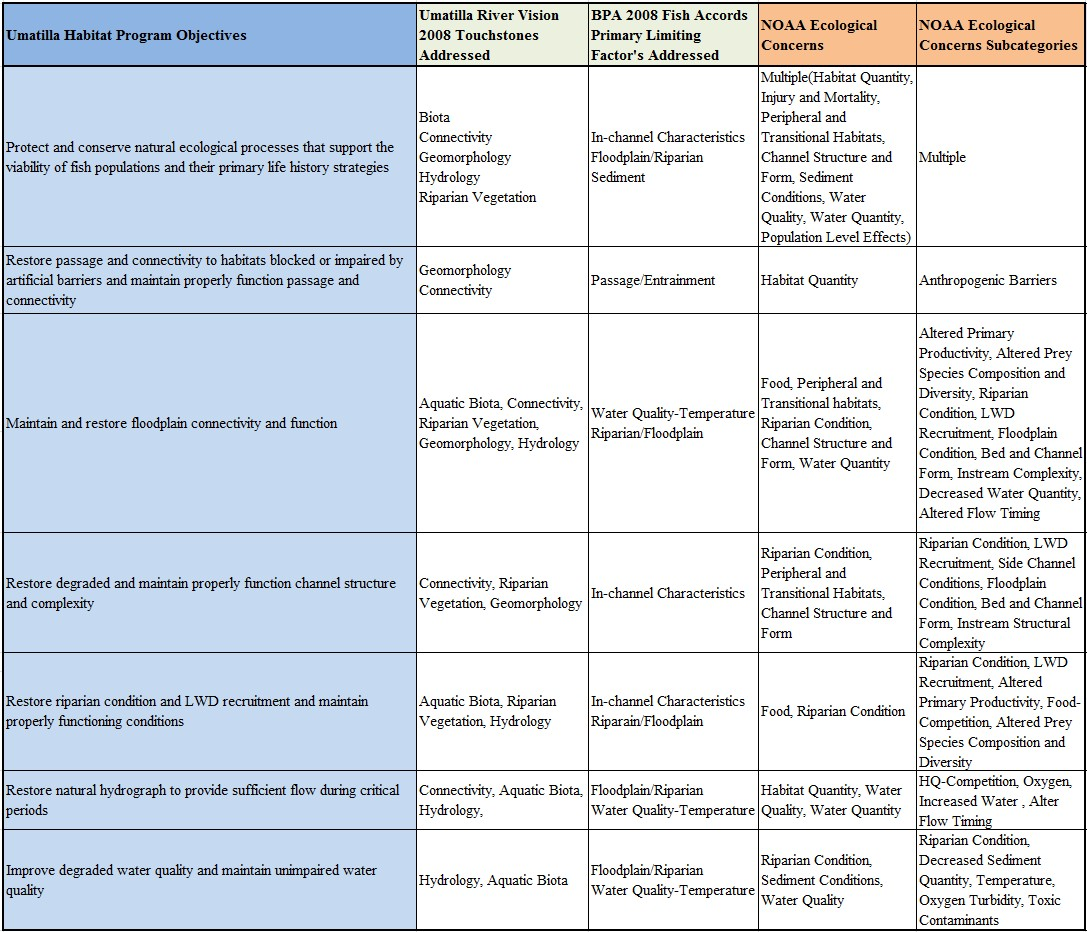 Umatilla Habitat Program Objectives
Umatilla River Vision
2008 Touchstones
Addressed
BPA 2008 Fish Accords
Primary Limiting
Factor's Addressed
NOAA Ecological
Concerns
NOAA Ecological
Concerns Subcategories
Protect and conserve natural ecological processes that support the
viability of fish populations and their primary life history strategies
Biota
Connectivity
Geomorphology
Hydrology
Riparian Vegetation
In-channel Characteristics
Floodplain/Riparian
Sediment
Multiple(Habitat Quantity,
Injury and Mortality,
Peripheral and
Transitional Habitats,
Channel Structure and
Form, Sediment
Conditions, Water
Quality, Water Quantity,
Population Level Effects)
Multiple
Restore passage and connectivity to habitats blocked or impaired by
artificial barriers and maintain properly function passage and
connectivity
Geomorphology
Connectivity
Passage/Entrainment
Habitat Quantity
Anthropogenic Barriers
Maintain and restore floodplain connectivity and function
Aquatic Biota, Connectivity,
Riparian Vegetation,
Geomorphology, Hydrology
Water Quality-Temperature
Riparian/Floodplain
Food, Peripheral and
Transitional habitats,
Riparian Condition,
Channel Structure and
Form, Water Quantity
Altered Primary
Productivity, Altered Prey
Species Composition and
Diversity, Riparian
Condition, LWD
Recruitment, Floodplain
Condition, Bed and Channel
Form, Instream Complexity,
Decreased Water Quantity,
Altered Flow Timing
Restore degraded and maintain properly function channel structure
and complexity
Connectivity, Riparian
Vegetation, Geomorphology
In-channel Characteristics
Riparian Condition,
Peripheral and
Transitional Habitats,
Channel Structure and
Form
Riparian Condition, LWD
Recruitment, Side Channel
Conditions, Floodplain
Condition, Bed and Channel
Form, Instream Structural
Complexity
Restore riparian condition and LWD recruitment and maintain
properly functioning conditions
Aquatic Biota, Riparian
Vegetation, Hydrology
In-channel Characteristics
Riparain/Floodplain
Food, Riparian Condition
Riparian Condition, LWD
Recruitment, Altered
Primary Productivity, Food-
Competition, Altered Prey
Species Composition and
Diversity
Restore natural hydrograph to provide sufficient flow during critical
periods
Connectivity, Aquatic Biota,
Hydrology,
Floodplain/Riparian
Water Quality-Temperature
Habitat Quantity, Water
Quality, Water Quantity
HQ-Competition, Oxygen,
Increased Water , Alter
Flow Timing
Improve degraded water quality and maintain unimpaired water
quality
Hydrology, Aquatic Biota
Floodplain/Riparian
Water Quality-Temperature
Riparian Condition,
Sediment Conditions,
Water Quality
Riparian Condition,
Decreased Sediment
Quantity, Temperature,
Oxygen Turbidity, Toxic
Contaminants